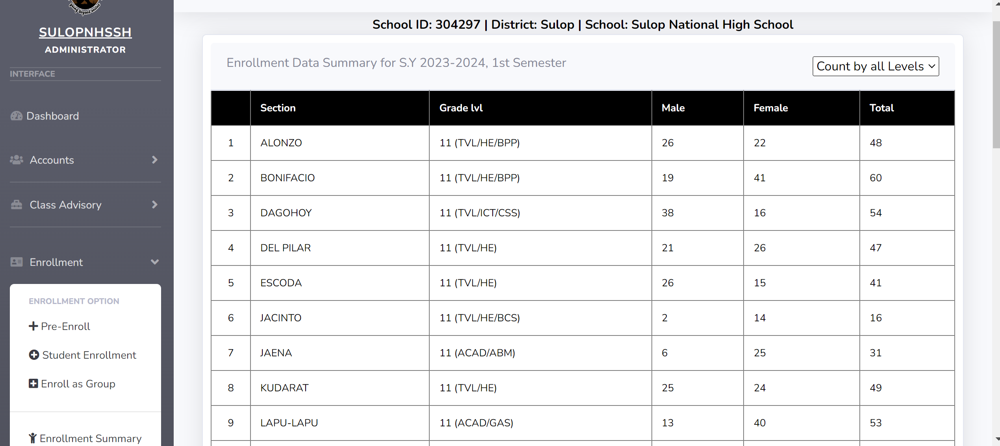 going beyond online
SULOPNHSSH
ADMINISTRATOR
INTERFACE
Dashboard
Accounts
Class Advisory
Enrollment
ENROLLMENT OPTION
Pre-Enroll
Student Enrollment
Enroll as Group
Enrollment Summary
School ID: 304297 | District: Sulop | School: Sulop National High School
Enrollment Data Summary for S.Y 2023-2024, 1st Semester
Count by all Levels
Section Grade lvl Male Female Total
1 ALONZO 11 (TVL/HE/BPP) 26 22 48
2 BONIFACIO 11 (TVL/HE/BPP) 19 41 60
3 DAGOHOY 11 (TVL/ICT/CSS) 38 16 54
4 DEL PILAR 11 (TVL/HE) 21 26 47
5 ESCODA 11 (TVL/HE) 26 15 41
6 JACINTO 11 (TVL/HE/BCS) 2 14 16
7 JAENA 11 (ACAD/ABM) 6 25 31
8 KUDARAT 11 (TVL/HE) 25 24 49
9 LAPU-LAPU 11 (ACAD/GAS) 13 40 53